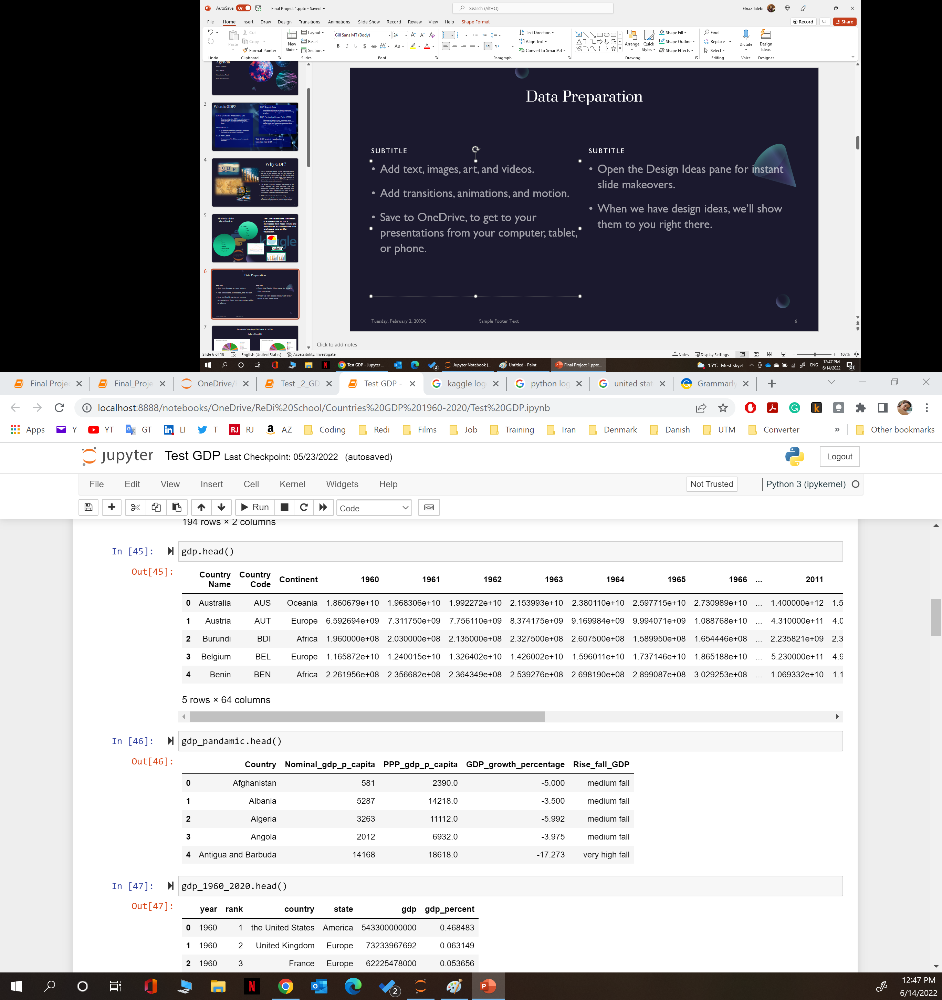 AutoSave On Final Project 1.pptx • Saved
Search (Alt+Q)
Elnaz Talebi
File Home Insert Draw Design Transitions Animations Slide Show Record Review View Help Shape Format
Record Share
Paste Cut Copy Format Painter
New Slide Layout Reset Section
Gill Sans MT (Body) 24
Text Direction Align Text Convert to SmartArt
Arrange Quick Styles Shape Fill Shape Outline Shape Effects
Find Replace Select
Dictate Design Ideas
Undo Clipboard Slides Font Paragraph Drawing Editing Voice Designer
Agenda
3
What is GDP?
4
Why GDP?
5
Methods of the visualization
6
Data Preparation
7
Data Preparation
SUBTITLE
• Add text, images, art, and videos.
• Add transitions, animations, and motion.
• Save to OneDrive, to get to your
presentations from your computer, tablet,
or phone.
SUBTITLE
• Open the Design Ideas pane for instant
slide makeovers.
• When we have design ideas, we'll show
them to you right there.
Tuesday, February 2, 20XX
Sample Footer Text
6
Click to add notes
Slide 6 of 18 English (United States) Accessibility: Investigate Notes Display Settings 107%
Test GDP - Jupyter ... 2 Jupyter Notebook (... Untitled - Paint Final Project 1.pptx... 15°C Mest skyet ENG 12:47 PM
6/14/2022 21
Final Proje Final_Proje OneDrive/ Test _2_GD Test GDP - kaggle log python log united stat Grammarly
localhost:8888/notebooks/OneDrive/ReDi%20School/Countries%20GDP%201960-2020/Test%20GDP.ipynb
Apps Y YT GT LI T RJ RJ AZ Coding Redi Films Job Training Iran Denmark Danish UTM Converter » Other bookmarks
jupyter Test GDP Last Checkpoint: 05/23/2022 (autosaved) Logout
File Edit View Insert Cell Kernel Widgets Help Not Trusted Python 3 (ipykernel)
Run Code
194 rows × 2 columns
In [45]: gdp.head()
Out[45]:
Country Name Country Code Continent 1960 1961 1962 1963 1964 1965 1966 ... 2011
0 Australia AUS Oceania 1.860679e+10 1.968306e+10 1.992272e+10 2.153993e+10 2.380110e+10 2.597715e+10 2.730989e+10 ... 1.400000e+12 1.5
1 Austria AUT Europe 6.592694e+09 7.311750e+09 7.756110e+09 8.374175e+09 9.169984e+09 9.994071e+09 1.088768e+10 ... 4.310000e+11 4.0
2 Burundi BDI Africa 1.960000e+08 2.030000e+08 2.135000e+08 2.327500e+08 2.607500e+08 1.589950e+08 1.654446e+08 ... 2.235821e+09 2.3
3 Belgium BEL Europe 1.165872e+10 1.240015e+10 1.326402e+10 1.426002e+10 1.596011e+10 1.737146e+10 1.865188e+10 ... 5.230000e+11 4.9
4 Benin BEN Africa 2.261956e+08 2.356682e+08 2.364349e+08 2.539276e+08 2.698190e+08 2.899087e+08 3.029253e+08 ... 1.069332e+10 1.1
5 rows × 64 columns
In [46]: gdp_pandamic.head()
Out[46]:
Country Nominal_gdp_p_capita PPP_gdp_p_capita GDP_growth_percentage Rise_fall_GDP
0 Afghanistan 581 2390.0 -5.000 medium fall
1 Albania 5287 14218.0 -3.500 medium fall
2 Algeria 3263 11112.0 -5.992 medium fall
3 Angola 2012 6932.0 -3.975 medium fall
4 Antigua and Barbuda 14168 18618.0 -17.273 very high fall
In [47]: gdp_1960_2020.head()
Out[47]:
year rank country state gdp gdp_percent
0 1960 1 the United States America 543300000000 0.468483
1 1960 2 United Kingdom Europe 73233967692 0.063149
2 1960 3 France Europe 62225478000 0.053656
2
12:47 PM
6/14/2022